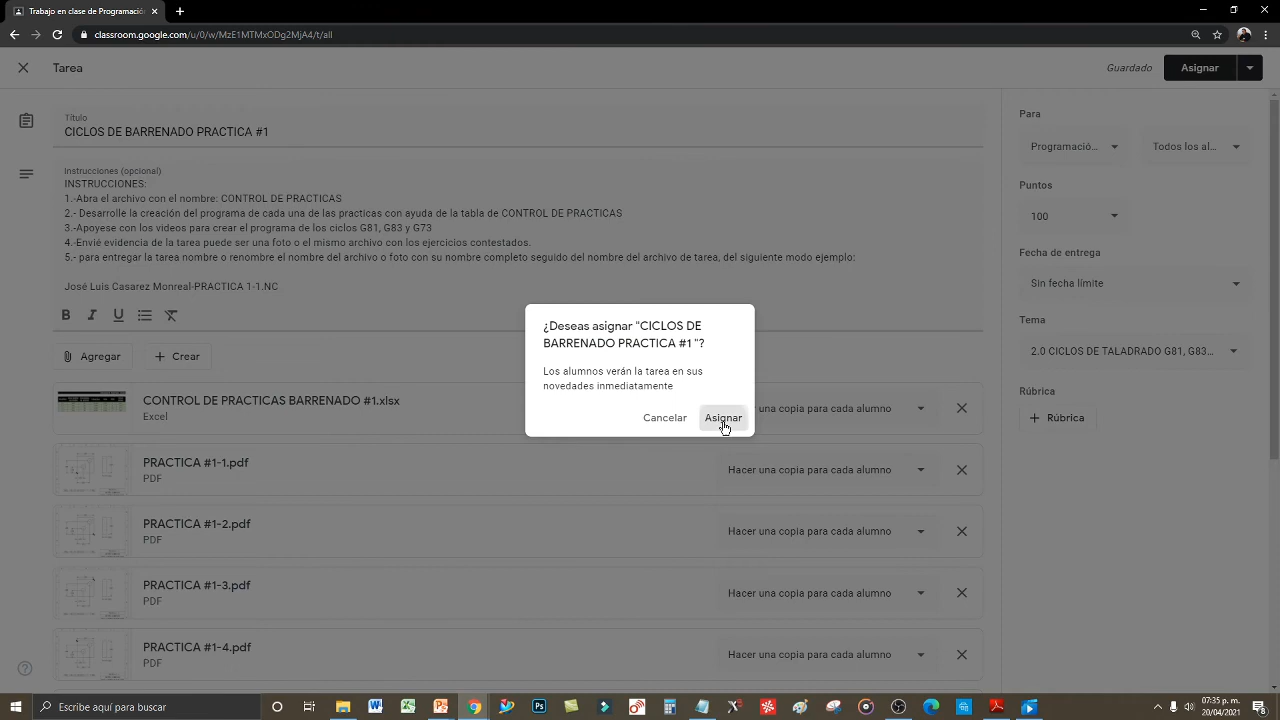 Trabajo en clase de Programación
classroom.google.com/u/0/w/MzE1MTMxODg2MjA4/t/all
Tarea
Guardado
Asignar
Título
CICLOS DE BARRENADO PRACTICA #1
Instrucciones (opcional)
INSTRUCCIONES:
1.-Abra el archivo con el nombre: CONTROL DE PRACTICAS
2.- Desarrolle la creación del programa de cada una de las practicas con ayuda de la tabla de CONTROL DE PRACTICAS
3.-Apoyese con los videos para crear el programa de los ciclos G81, G83 y G73
4.-Envié evidencia de la tarea puede ser una foto o el mismo archivo con los ejercicios contestados.
5.- para entregar la tarea nombre o renombre el nombre del archivo o foto con su nombre completo seguido del nombre del archivo de tarea, del siguiente modo ejemplo:
José Luis Casarez Monreal-PRACTICA 1-1.NC
B I U
Agregar
Crear
CONTROL DE PRACTICAS BARRENADO #1.xlsx
Excel
er una copia para cada alumno
PRACTICA #1-1.pdf
PDF
Hacer una copia para cada alumno
PRACTICA #1-2.pdf
PDF
Hacer una copia para cada alumno
PRACTICA #1-3.pdf
PDF
Hacer una copia para cada alumno
PRACTICA #1-4.pdf
PDF
Hacer una copia para cada alumno
¿Deseas asignar "CICLOS DE
BARRENADO PRACTICA #1 "?
Los alumnos verán la tarea en sus
novedades inmediatamente
Cancelar
Asignar
Para
Programació...
Todos los al...
Puntos
100
Fecha de entrega
Sin fecha límite
Tema
2.0 CICLOS DE TALADRADO G81, G83...
Rúbrica
+ Rúbrica
Escribe aquí para buscar
07:35 p. m.
20/04/2021